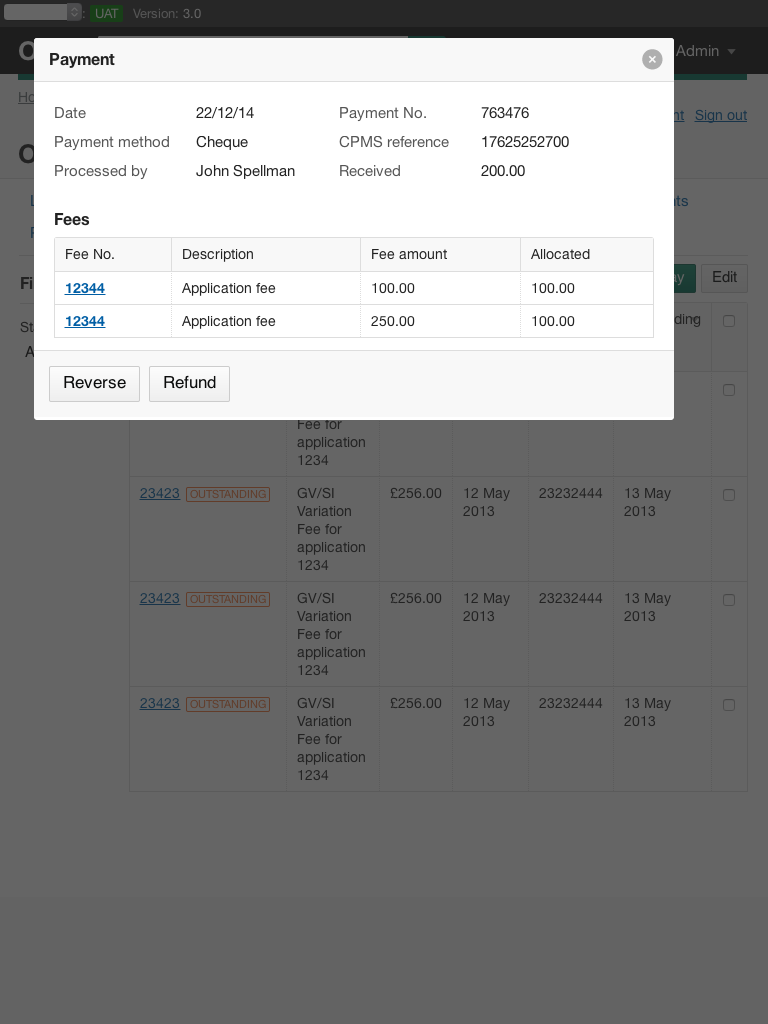 : UAT Version: 3.0
Admin
Payment
Sign out
Date 22/12/14 Payment No. 763476
Payment method Cheque CPMS reference 17625252700
Processed by John Spellman Received 200.00
Fees
Fee No. Description Fee amount Allocated
12344 Application fee 100.00 100.00
12344 Application fee 250.00 100.00
Edit
Reverse Refund
Fee for
application
1234
23423 OUTSTANDING GV/SI £256.00 12 May 23232444 13 May
Variation 2013 2013
Fee for
application
1234
23423 OUTSTANDING GV/SI £256.00 12 May 23232444 13 May
Variation 2013 2013
Fee for
application
1234
23423 OUTSTANDING GV/SI £256.00 12 May 23232444 13 May
Variation 2013 2013
Fee for
application
1234